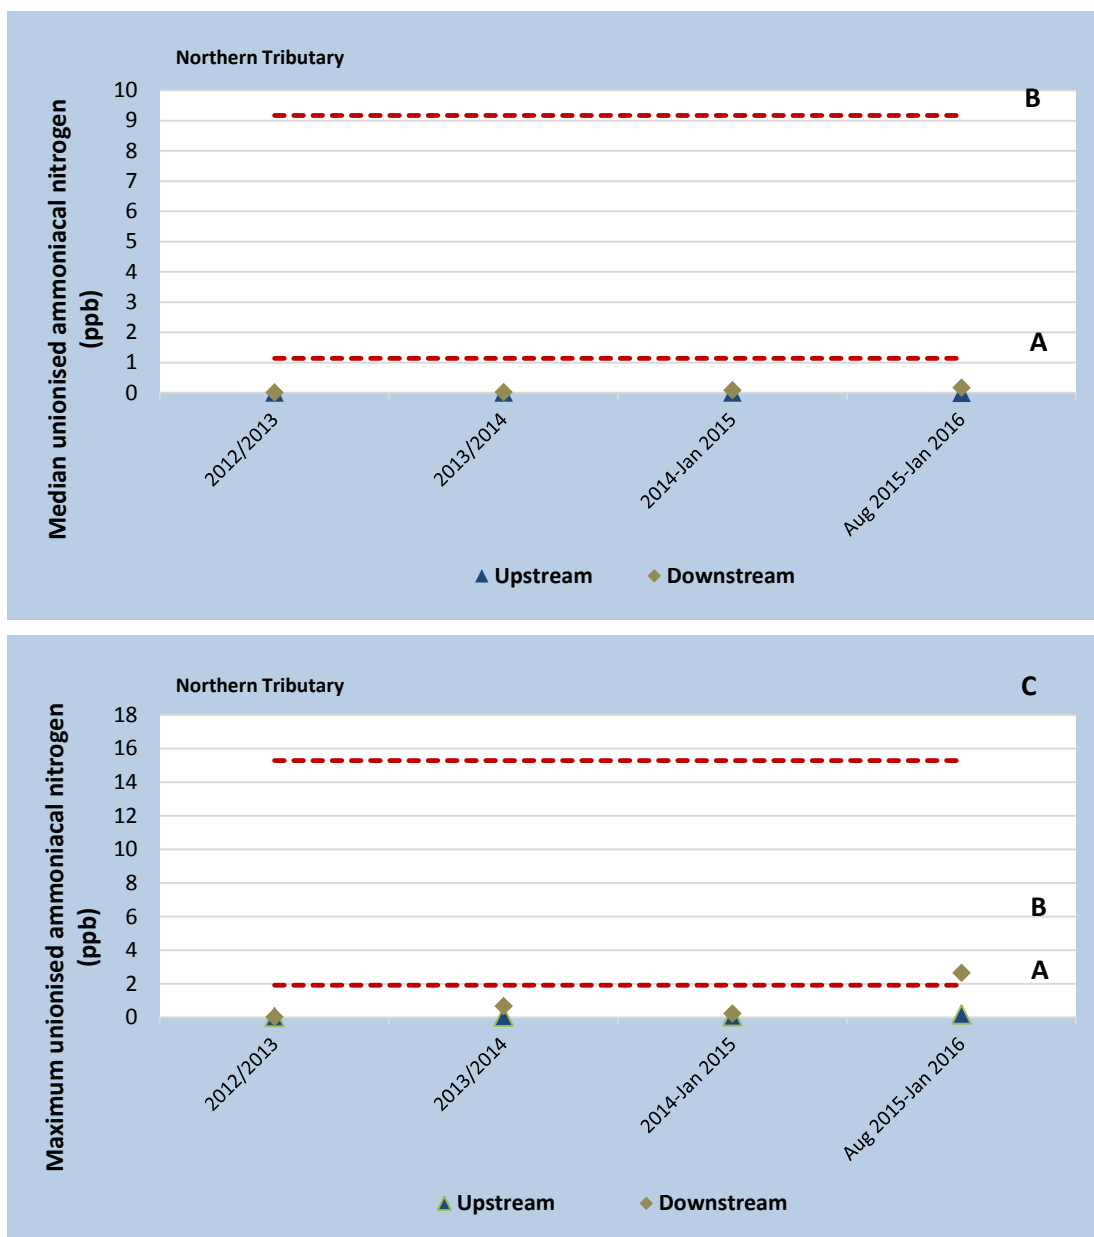 Northern Tributary
Median unionised ammoniacal nitrogen
(ppb)
10
9
8
7
6
5
4
3
2
1
0
B
A
2012/2013
2013/2014
2014-Jan 2015
Aug 2015-Jan 2016
Upstream
Downstream
Northern Tributary
C
Maximum unionised ammoniacal nitrogen
(ppb)
18
16
14
12
10
8
6
4
2
0
B
A
2012/2013
2013/2014
2014-Jan 2015
Aug 2015-Jan 2016
Upstream
Downstream